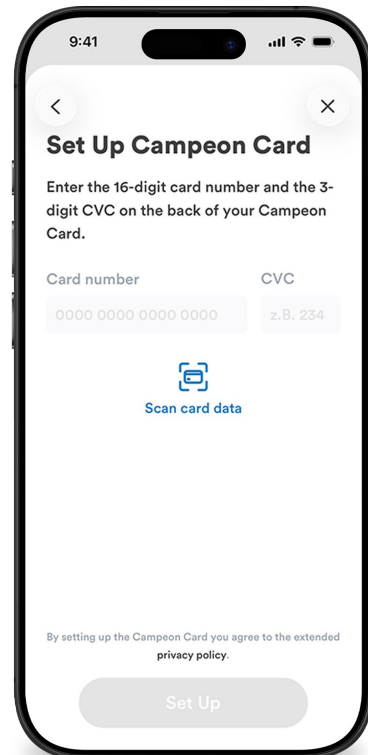 9:41
Set Up Campeon Card
Enter the 16-digit card number and the 3-
digit CVC on the back of your Campeon
Card.
Card number CVC
0000 0000 0000 0000 z.B. 234
Scan card data
By setting up the Campeon Card you agree to the extended
privacy policy.
Set Up